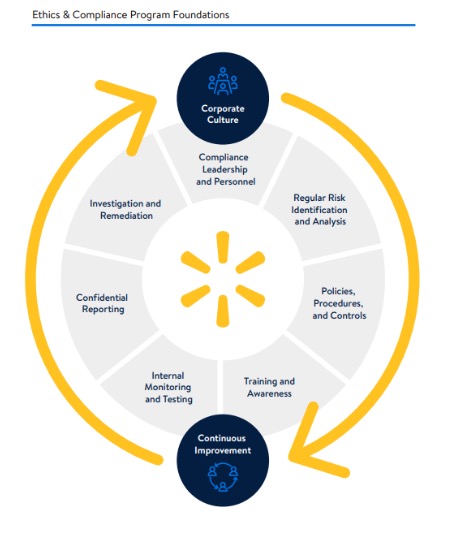 Ethics & Compliance Program Foundations
Corporate
Culture
Compliance
Leadership
and Personnel
Regular Risk
Identification
and Analysis
Policies,
Procedures,
and Controls
Training and
Awareness
Continuous
Improvement
Internal
Monitoring
and Testing
Confidential
Reporting
Investigation and
Remediation